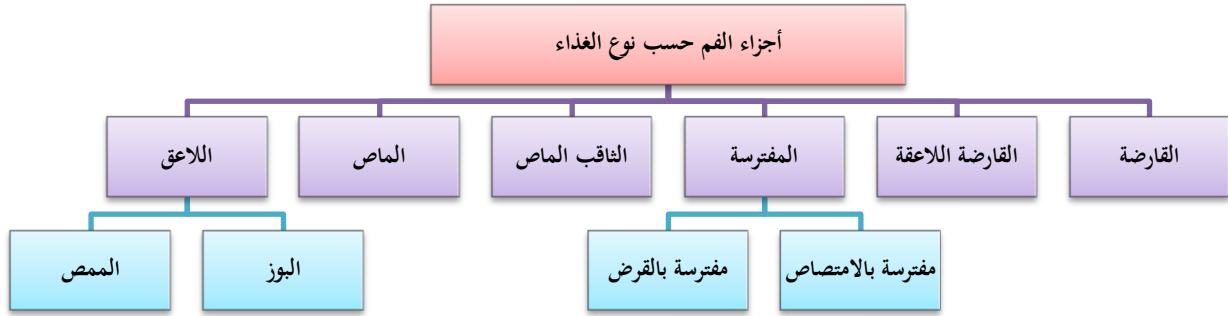 أجزاء الفم حسب نوع الغذاء
القارضة
القارضة اللاعقة
المفترسة
الثاقب الماص
الماص
اللاعق
مفترسة بالامتصاص
مفترسة بالقرض
البوز
الممص